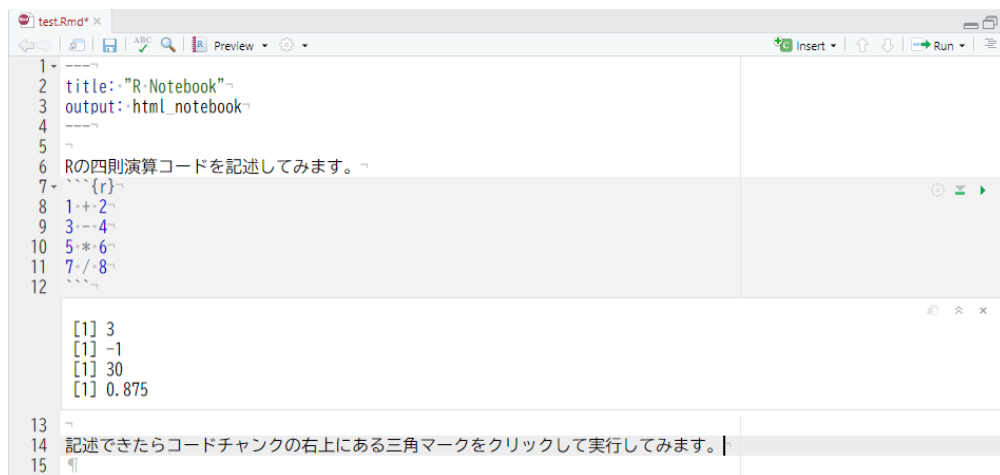 test.Rmd*
ABC Preview Insert Run
1 ---
2 title: "R Notebook"
3 output: html_notebook
4 ---
5
6 Rの四則演算コードを記述してみます。
7 ```{r}
8 1 + 2
9 3 - 4
10 5 * 6
11 7 / 8
12 ```
[1] 3
[1] -1
[1] 30
[1] 0.875
13
14 記述できたらコードチャンクの右上にある三角マークをクリックして実行してみます。
15